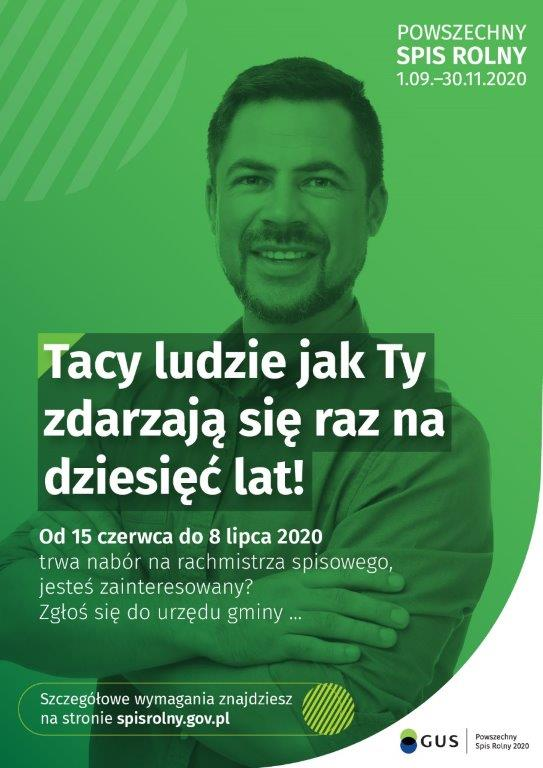 POWSZECHNY
SPIS ROLNY
1.09.–30.11.2020
Tacy ludzie jak Ty
zdarzają się raz na
dziesięć lat!
Od 15 czerwca do 8 lipca 2020
trwa nabór na rachmistrza spisowego,
jesteś zainteresowany?
Zgłoś się do urzędu gminy ...
Szczegółowe wymagania znajdziesz
na stronie spisrolny.gov.pl
GUS
Powszechny
Spis Rolny 2020